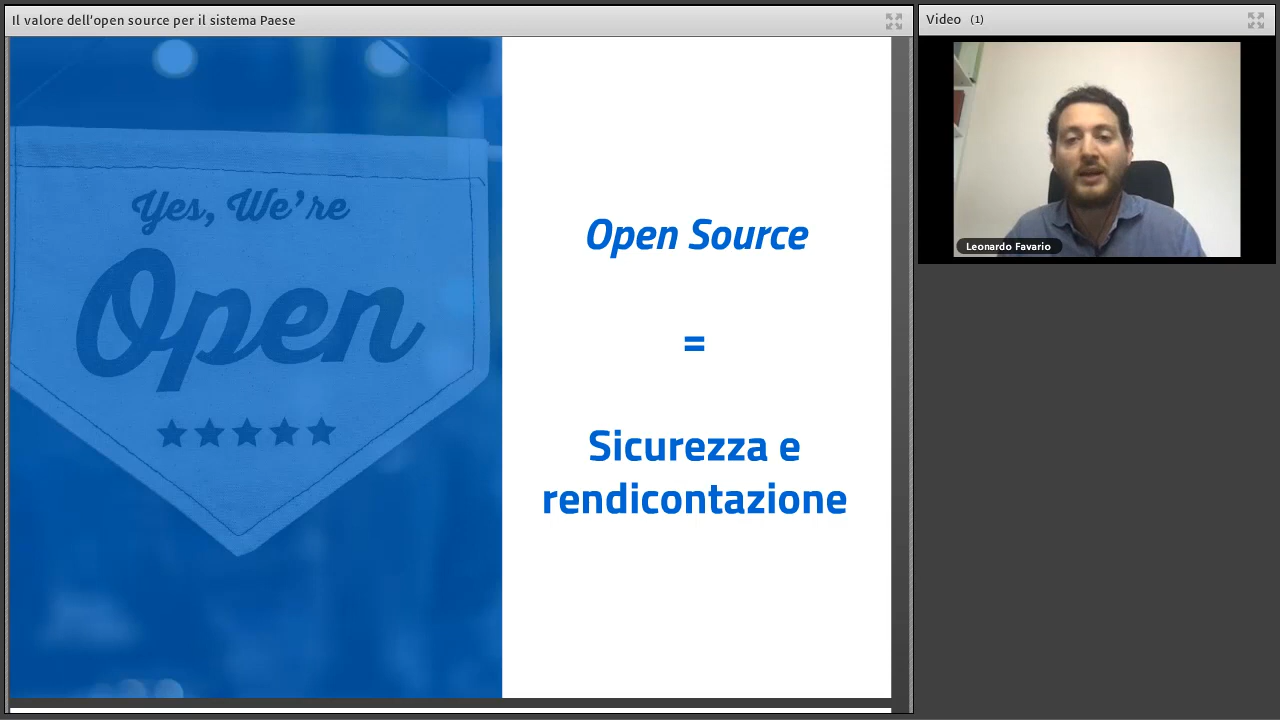 Il valore dell’open source per il sistema Paese
Video (1)
Yes, We’re
Open
Open Source
=
Sicurezza e
rendicontazione
Leonardo Favario